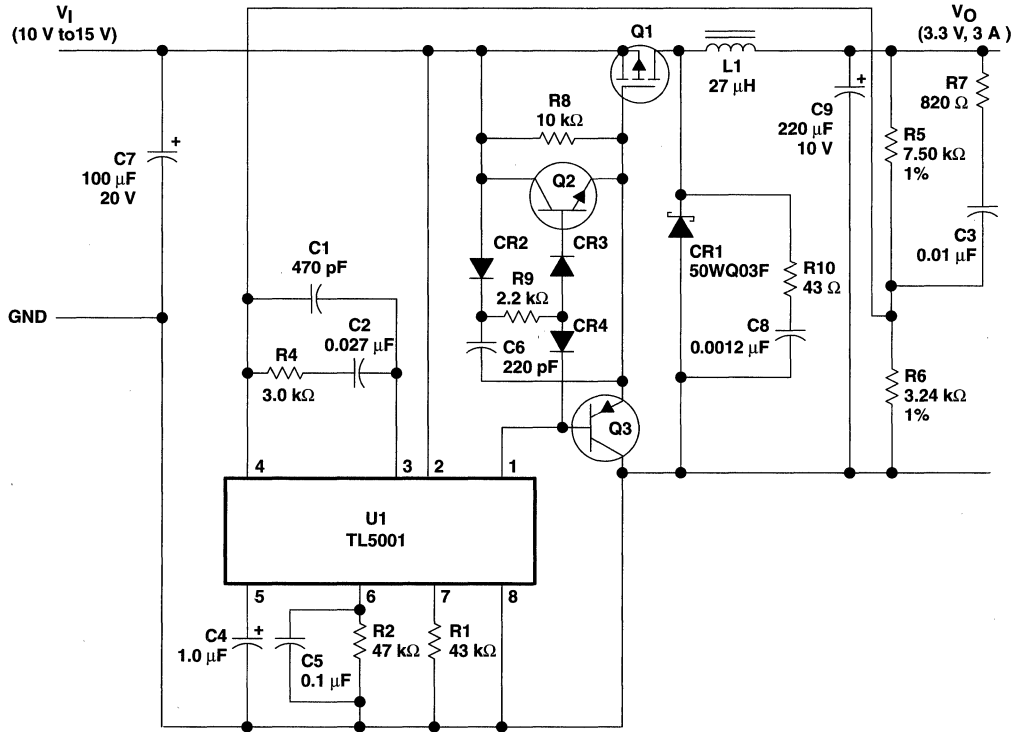 VI
(10 V to15 V)
VO
(3.3 V, 3 A )
Q1
L1
27 μH
R7
820 Ω
C9
220 μF
10 V
R5
7.50 kΩ
1%
R8
10 kΩ
C7
100 μF
20 V
Q2
C3
0.01 μF
C1
470 pF
CR2
CR3
CR1
50WQ03F
R10
43 Ω
R9
2.2 kΩ
GND
C2
0.027 μF
CR4
C6
220 pF
C8
0.0012 μF
R4
3.0 kΩ
R6
3.24 kΩ
1%
Q3
4
3
2
1
U1
TL5001
5
6
7
8
C4
1.0 μF
C5
0.1 μF
R2
47 kΩ
R1
43 kΩ
+
+
+